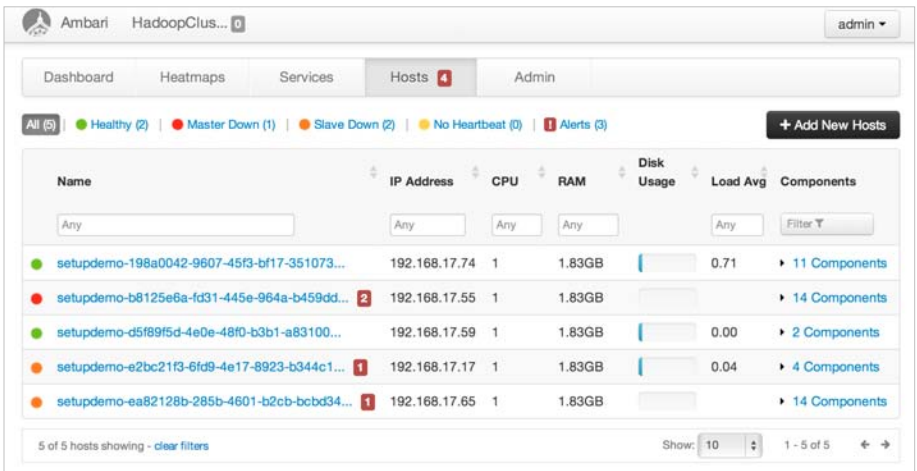 Ambari HadoopClus... 0 admin
Dashboard Heatmaps Services Hosts 4 Admin
All (5) | Healthy (2) | Master Down (1) | Slave Down (2) | No Heartbeat (0) | ! Alerts (3) + Add New Hosts
Name IP Address CPU RAM Disk Usage Load Avg Components
Any Any Any Any Any Filter
setupdemo-198a0042-9607-45f3-bf17-351073... 192.168.17.74 1 1.83GB 0.71 11 Components
setupdemo-b8125e6a-fd31-445e-964a-b459dd... 2 192.168.17.55 1 1.83GB 14 Components
setupdemo-d5f89f5d-4e0e-48f0-b3b1-a83100... 192.168.17.59 1 1.83GB 0.00 2 Components
setupdemo-e2bc21f3-6fd9-4e17-8923-b344c1... 1 192.168.17.17 1 1.83GB 0.04 4 Components
setupdemo-ea82128b-285b-4601-b2cb-bcbd34... 1 192.168.17.65 1 1.83GB 14 Components
5 of 5 hosts showing - clear filters Show: 10 1 - 5 of 5